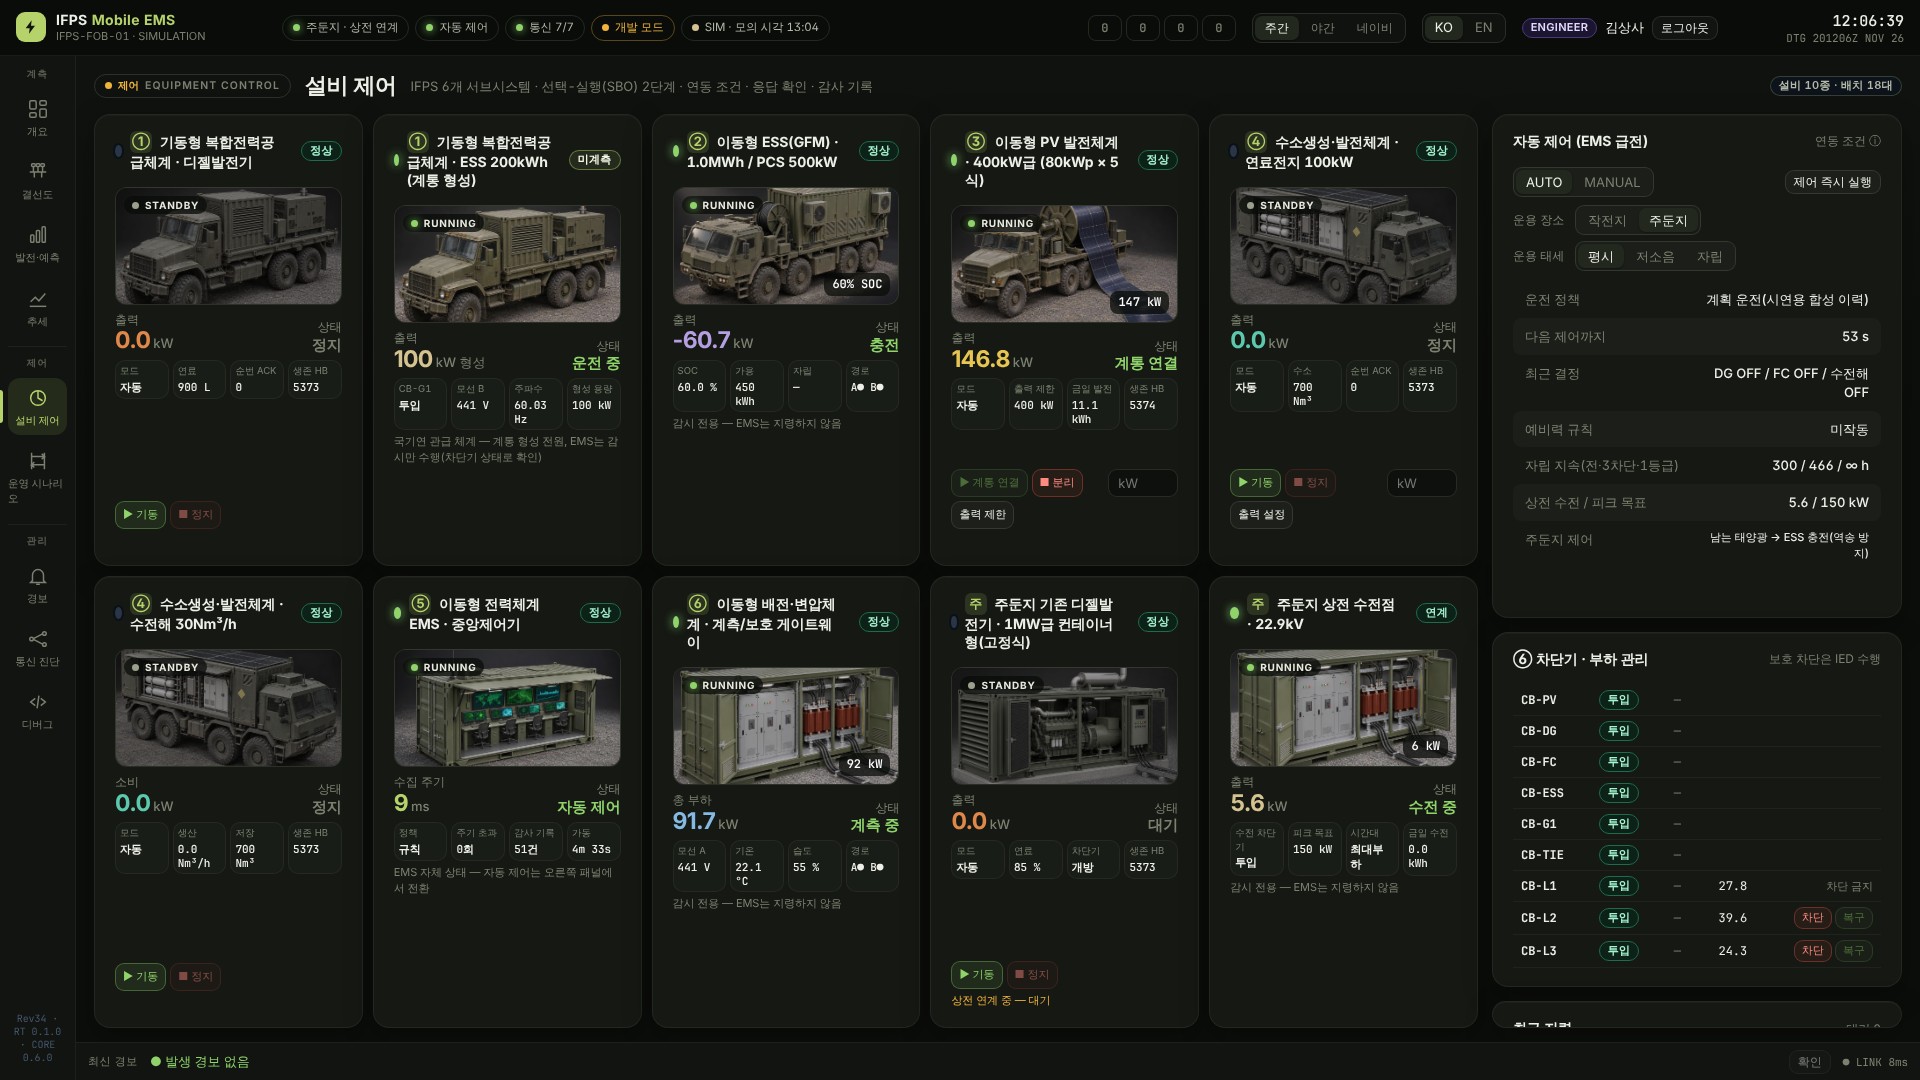 IFPS Mobile EMS
IFPS-FOB-01 · SIMULATION
주둔지 · 상전 연계
자동 제어
통신 7/7
개발 모드
SIM · 모의 시각 13:04
0 0 0 0
주간 야간 네이비
KO EN
ENGINEER 김상사 로그아웃
12:06:39
DTG 201206Z NOV 26
계측
개요
결선도
발전·예측
추세
제어
설비 제어
운영 시나리
오
관리
경보
통신 진단
디버그
Rev34 ·
RT 0.1.0
· CORE
0.6.0
제어 EQUIPMENT CONTROL
설비 제어
IFPS 6개 서브시스템 · 선택-실행(SBO) 2단계 · 연동 조건 · 응답 확인 · 감사 기록
설비 10종 · 배치 18대
① 기동형 복합전력공
급체계 · 디젤발전기
정상
STANDBY
출력
0.0 kW
상태
정지
모드 연료 순번 ACK 생존 HB
자동 900 L 0 5373
▶ 기동 ■ 정지
① 기동형 복합전력공
급체계 · ESS 200kWh
(계통 형성)
미계측
RUNNING
출력
100 kW 형성
상태
운전 중
CB-G1 모선 B 주파수 형성 용량
투입 441 V 60.03 Hz 100 kW
국기연 관급 체계 — 계통 형성 전원, EMS는 감
시만 수행(차단기 상태로 확인)
② 이동형 ESS(GFM) ·
1.0MWh / PCS 500kW
정상
RUNNING
60% SOC
출력
-60.7 kW
상태
충전
SOC 가용 자립 경로
60.0 % 450 kWh — A● B●
감시 전용 — EMS는 지령하지 않음
③ 이동형 PV 발전체계
· 400kW급 (80kWp × 5
식)
정상
RUNNING
147 kW
출력
146.8 kW
상태
계통 연결
모드 출력 제한 금일 발전 생존 HB
자동 400 kW 11.1 kWh 5374
▶ 계통 연결 ■ 분리 kW
출력 제한
④ 수소생성·발전체계 ·
연료전지 100kW
정상
STANDBY
출력
0.0 kW
상태
정지
모드 수소 순번 ACK 생존 HB
자동 700 Nm³ 0 5373
▶ 기동 ■ 정지 kW
출력 설정
④ 수소생성·발전체계 ·
수전해 30Nm³/h
정상
STANDBY
소비
0.0 kW
상태
정지
모드 생산 저장 생존 HB
자동 0.0 Nm³/h 700 Nm³ 5373
▶ 기동 ■ 정지
⑤ 이동형 전력체계
EMS · 중앙제어기
정상
RUNNING
수집 주기
9 ms
상태
자동 제어
정책 주기 초과 감사 기록 가동
규칙 0회 51건 4m 33s
EMS 자체 상태 — 자동 제어는 오른쪽 패널에
서 전환
⑥ 이동형 배전·변압체
계 · 계측/보호 게이트웨
이
정상
RUNNING
92 kW
총 부하
91.7 kW
상태
계측 중
모선 A 기온 습도 경로
441 V 22.1 °C 55 % A● B●
감시 전용 — EMS는 지령하지 않음
주 주둔지 기존 디젤발
전기 · 1MW급 컨테이너
형(고정식)
정상
STANDBY
출력
0.0 kW
상태
대기
모드 연료 차단기 생존 HB
자동 85 % 개방 5373
▶ 기동 ■ 정지
상전 연계 중 — 대기
주 주둔지 상전 수전점
· 22.9kV
연계
RUNNING
6 kW
출력
5.6 kW
상태
수전 중
수전 차단기 피크 목표 시간대 금일 수전
투입 150 kW 최대부하 0.0 kWh
감시 전용 — EMS는 지령하지 않음
자동 제어 (EMS 급전)
연동 조건 ⓘ
AUTO MANUAL
제어 즉시 실행
운용 장소 작전지 주둔지
운용 태세 평시 저소음 자립
운전 정책 계획 운전(시연용 합성 이력)
다음 제어까지 53 s
최근 결정 DG OFF / FC OFF / 수전해
OFF
예비력 규칙 미작동
자립 지속(전·3차단·1등급) 300 / 466 / ∞ h
상전 수전 / 피크 목표 5.6 / 150 kW
주둔지 제어 남는 태양광 → ESS 충전(역송 방
지)
⑥ 차단기 · 부하 관리
보호 차단은 IED 수행
CB-PV 투입 —
CB-DG 투입 —
CB-FC 투입 —
CB-ESS 투입 —
CB-G1 투입 —
CB-TIE 투입 —
CB-L1 투입 — 27.8 차단 금지
CB-L2 투입 — 39.6 차단 복구
CB-L3 투입 — 24.3 차단 복구
최신 경보
발생 경보 없음
확인
LINK 8ms